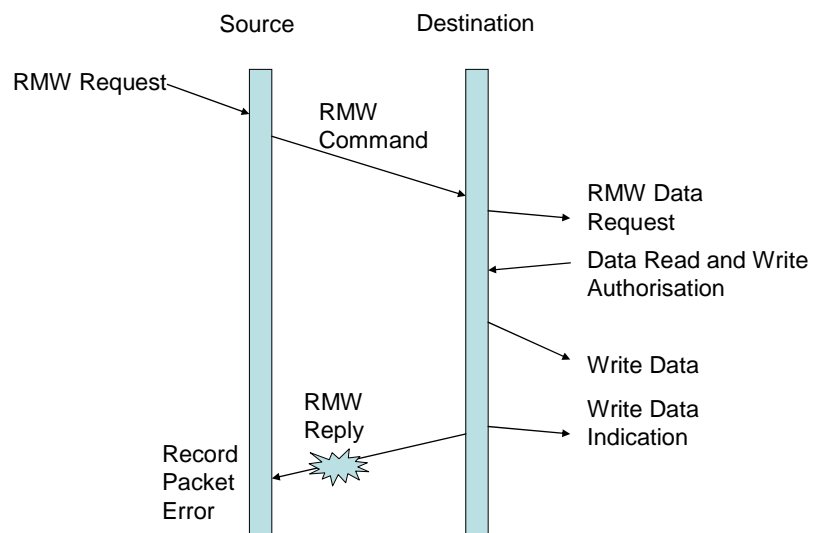 Source
Destination
RMW Request
RMW
Command
RMW Data
Request
Data Read and Write
Authorisation
Write Data
Write Data
Indication
RMW
Reply
Record
Packet
Error